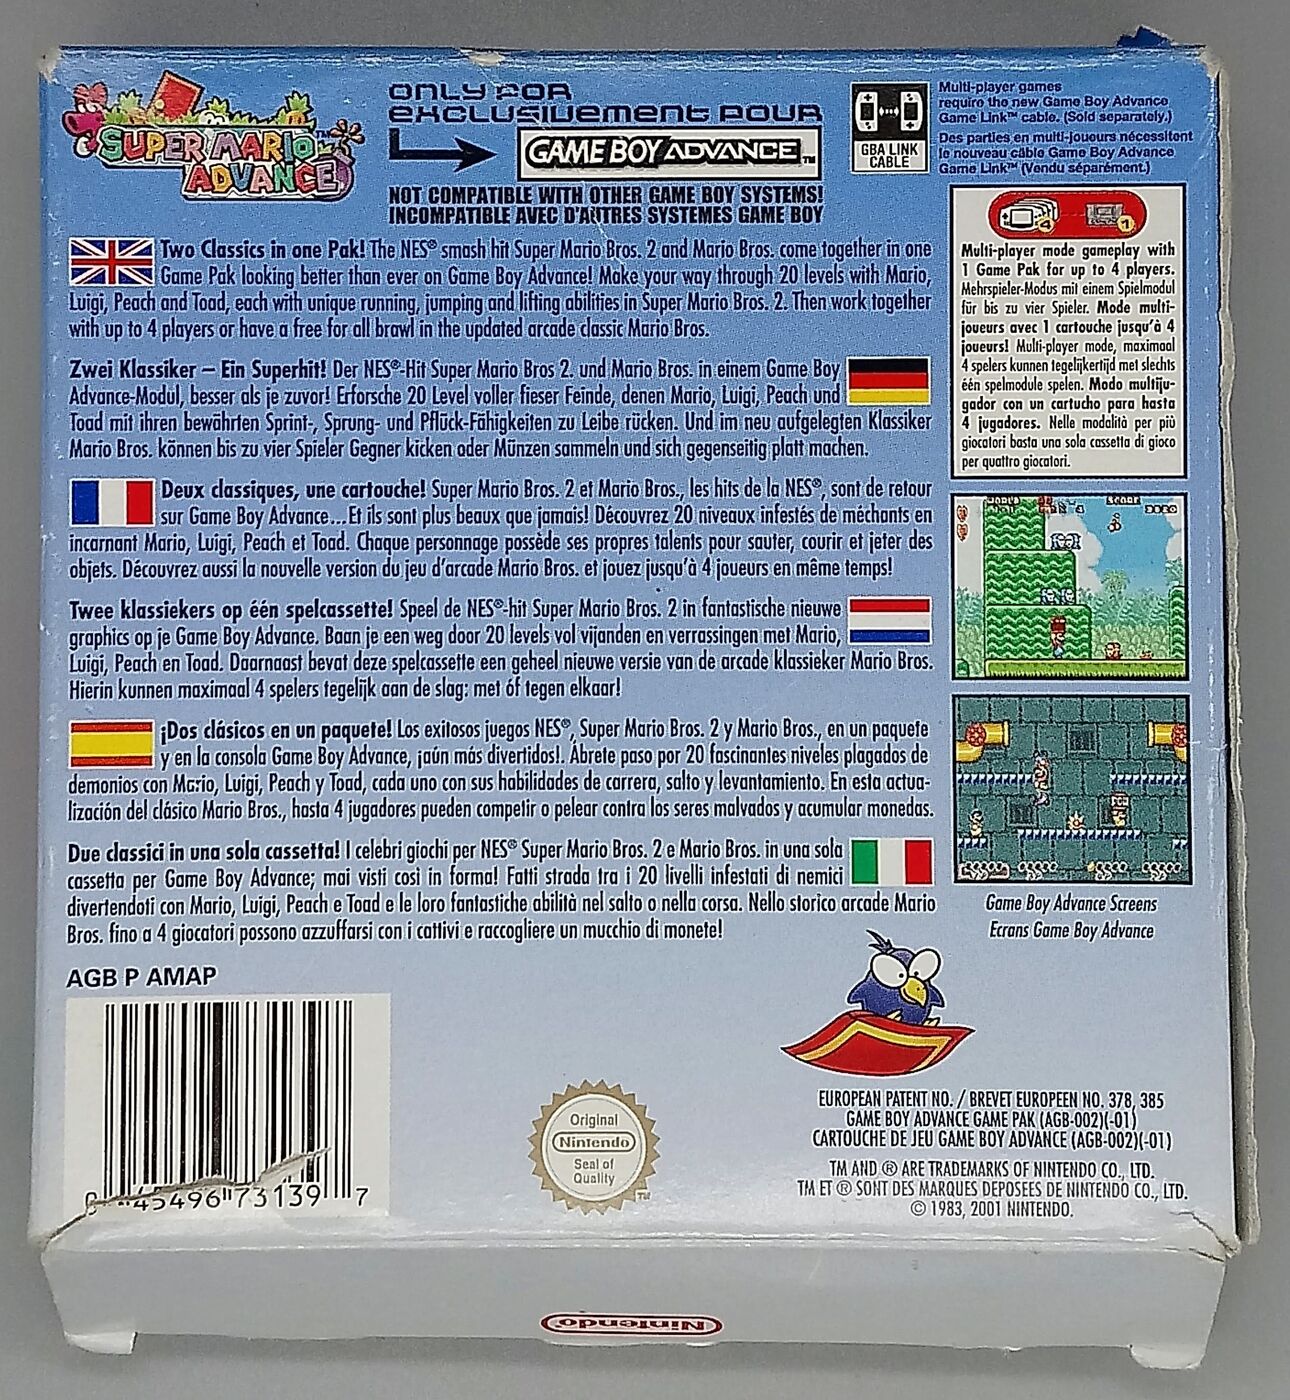 SUPER MARIO
ADVANCE
ONLY FOR
EXCLUSIVEMENT POUR
GAME BOY ADVANCE™
NOT COMPATIBLE WITH OTHER GAME BOY SYSTEMS!
INCOMPATIBLE AVEC D'AUTRES SYSTEMES GAME BOY
GBA LINK
CABLE
Multi-player games
require the new Game Boy Advance
Game Link™ cable. (Sold separately.)
Des parties en multi-joueurs nécessitent
le nouveau câble Game Boy Advance
Game Link™ (Vendu séparément.)
Two Classics in one Pak! The NES® smash hit Super Mario Bros. 2 and Mario Bros. come together in one
Game Pak looking better than ever on Game Boy Advance! Make your way through 20 levels with Mario,
Luigi, Peach and Toad, each with unique running, jumping and lifting abilities in Super Mario Bros. 2. Then work together
with up to 4 players or have a free for all brawl in the updated arcade classic Mario Bros.
Zwei Klassiker – Ein Superhit! Der NES®-Hit Super Mario Bros 2. und Mario Bros. in einem Game Boy
Advance-Modul, besser als je zuvor! Erforsche 20 Level voller fieser Feinde, denen Mario, Luigi, Peach und
Toad mit ihren bewährten Sprint-, Sprung- und Pflück-Fähigkeiten zu Leibe rücken. Und im neu aufgelegten Klassiker
Mario Bros. können bis zu vier Spieler Gegner kicken oder Münzen sammeln und sich gegenseitig platt machen.
Deux classiques, une cartouche! Super Mario Bros. 2 et Mario Bros., les hits de la NES®, sont de retour
sur Game Boy Advance...Et ils sont plus beaux que jamais! Découvrez 20 niveaux infestés de méchants en
incarnant Mario, Luigi, Peach et Toad. Chaque personnage possède ses propres talents pour sauter, courir et jeter des
objets. Découvrez aussi la nouvelle version du jeu d'arcade Mario Bros. et jouez jusqu'à 4 joueurs en même temps!
Twee klassiekers op één spelcassette! Speel de NES®-hit Super Mario Bros. 2 in fantastische nieuwe
graphics op je Game Boy Advance. Baan je een weg door 20 levels vol vijanden en verrassingen met Mario,
Luigi, Peach en Toad. Daarnaast bevat deze spelcassette een geheel nieuwe versie van de arcade klassieker Mario Bros.
Hierin kunnen maximaal 4 spelers tegelijk aan de slag: met óf tegen elkaar!
¡Dos clásicos en un paquete! Los exitosos juegos NES®, Super Mario Bros. 2 y Mario Bros., en un paquete
y en la consola Game Boy Advance, ¡aún más divertidos!. Ábrete paso por 20 fascinantes niveles plagados de
demonios con Mario, Luigi, Peach y Toad, cada uno con sus habilidades de carrera, salto y levantamiento. En esta actua-
lización del clásico Mario Bros., hasta 4 jugadores pueden competir o pelear contra los seres malvados y acumular monedas.
Due classici in una sola cassetta! I celebri giochi per NES® Super Mario Bros. 2 e Mario Bros. in una sola
cassetta per Game Boy Advance; mai visti così in forma! Fatti strada tra i 20 livelli infestati di nemici
divertendoti con Mario, Luigi, Peach e Toad e le loro fantastiche abilità nel salto o nella corsa. Nello storico arcade Mario
Bros. fino a 4 giocatori possono azzuffarsi con i cattivi e raccogliere un mucchio di monete!
4
1
Multi-player mode gameplay with
1 Game Pak for up to 4 players.
Mehrspieler-Modus mit einem Spielmodul
für bis zu vier Spieler. Mode multi-
joueurs avec 1 cartouche jusqu'à 4
joueurs! Multi-player mode, maximaal
4 spelers kunnen tegelijkertijd met slechts
één spelmodule spelen. Modo multiju-
gador con un cartucho para hasta
4 jugadores. Nelle modalità per più
giocatori basta una sola cassetta di gioco
per quattro giocatori.
WORLD SCORE
Game Boy Advance Screens
Ecrans Game Boy Advance
AGB P AMAP
0 45496 73139 7
Original
Nintendo
Seal of
Quality
TM
EUROPEAN PATENT NO. / BREVET EUROPEEN NO. 378, 385
GAME BOY ADVANCE GAME PAK (AGB-002)(-01)
CARTOUCHE DE JEU GAME BOY ADVANCE (AGB-002)(-01)
TM AND ® ARE TRADEMARKS OF NINTENDO CO., LTD.
TM ET ® SONT DES MARQUES DEPOSEES DE NINTENDO CO., LTD.
© 1983, 2001 NINTENDO.
Nintendo